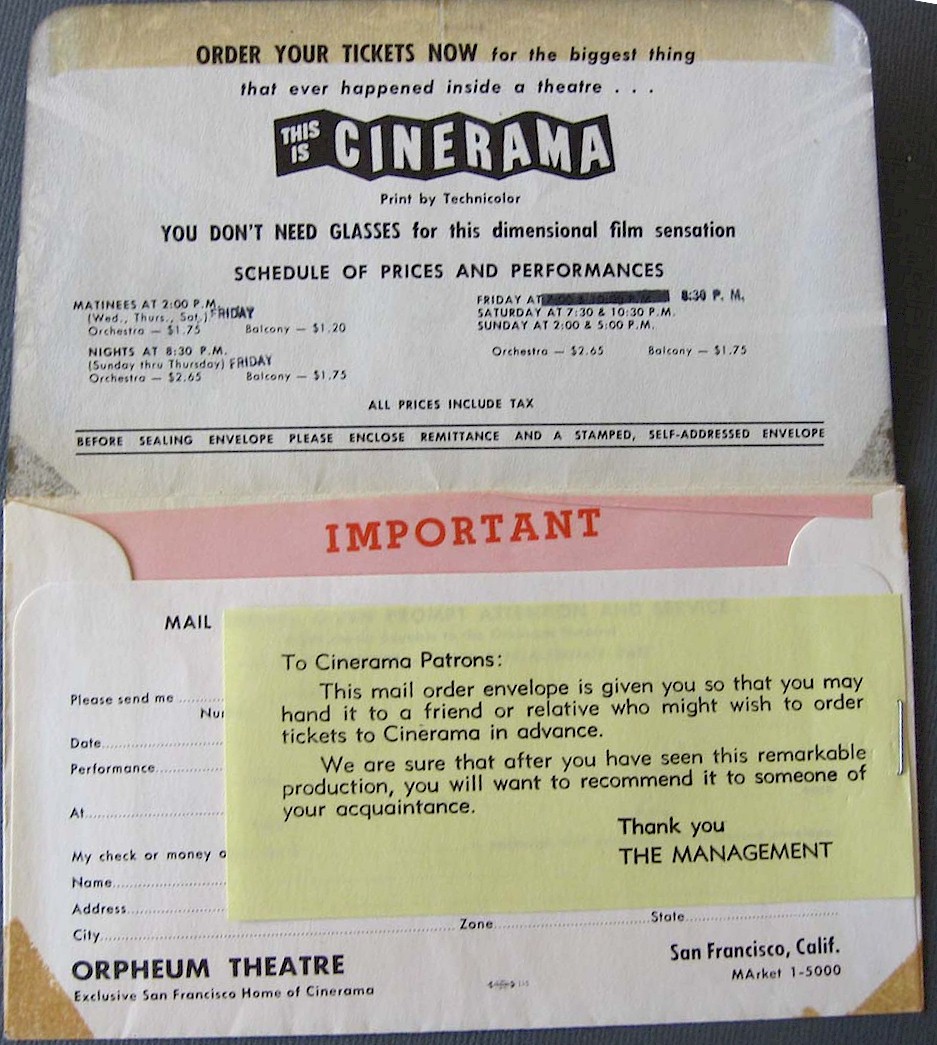 ORDER YOUR TICKETS NOW for the biggest thing
that ever happened inside a theatre . . .
THIS IS CINERAMA
Print by Technicolor
YOU DON'T NEED GLASSES for this dimensional film sensation
SCHEDULE OF PRICES AND PERFORMANCES
MATINEES AT 2:00 P.M.
(Wed., Thurs., Sat.) FRIDAY
Orchestra — $1.75 Balcony — $1.20
NIGHTS AT 8:30 P.M.
(Sunday thru Thursday) FRIDAY
Orchestra — $2.65 Balcony — $1.75
FRIDAY AT 8:30 P. M.
SATURDAY AT 7:30 & 10:30 P.M.
SUNDAY AT 2:00 & 5:00 P.M.
Orchestra — $2.65 Balcony — $1.75
ALL PRICES INCLUDE TAX
BEFORE SEALING ENVELOPE PLEASE ENCLOSE REMITTANCE AND A STAMPED, SELF-ADDRESSED ENVELOPE
IMPORTANT
MAIL
Please send me
Date
Performance
At
My check or money
Name
Address
City Zone State
To Cinerama Patrons:
This mail order envelope is given you so that you may
hand it to a friend or relative who might wish to order
tickets to Cinerama in advance.
We are sure that after you have seen this remarkable
production, you will want to recommend it to someone of
your acquaintance.
Thank you
THE MANAGEMENT
ORPHEUM THEATRE
Exclusive San Francisco Home of Cinerama
San Francisco, Calif.
MArket 1-5000